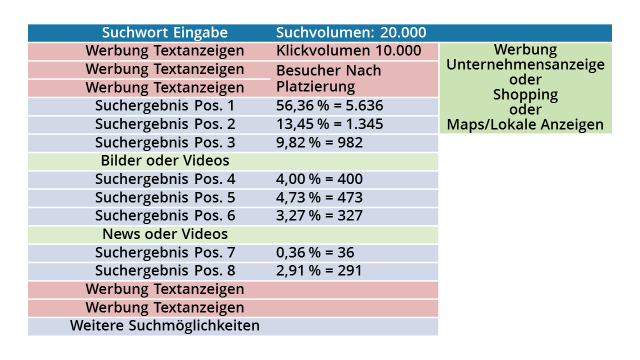 Suchwort Eingabe Suchvolumen: 20.000
Werbung Textanzeigen Klickvolumen 10.000
Werbung Textanzeigen Besucher Nach
Werbung Textanzeigen Platzierung
Suchergebnis Pos. 1 56,36 % = 5.636
Suchergebnis Pos. 2 13,45 % = 1.345
Suchergebnis Pos. 3 9,82 % = 982
Bilder oder Videos
Suchergebnis Pos. 4 4,00 % = 400
Suchergebnis Pos. 5 4,73 % = 473
Suchergebnis Pos. 6 3,27 % = 327
News oder Videos
Suchergebnis Pos. 7 0,36 % = 36
Suchergebnis Pos. 8 2,91 % = 291
Werbung Textanzeigen
Werbung Textanzeigen
Weitere Suchmöglichkeiten
Werbung
Unternehmensanzeige
oder
Shopping
oder
Maps/Lokale Anzeigen